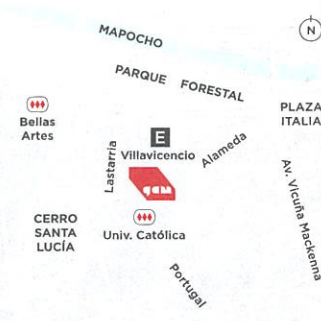 MAPOCHO
N
PARQUE FORESTAL
PLAZA
ITALIA
Bellas
Artes
E
Villavicencio
Alameda
Lastarria
GAM
Av. Vicuña Mackenna
CERRO
SANTA
LUCÍA
Univ. Católica
Portugal